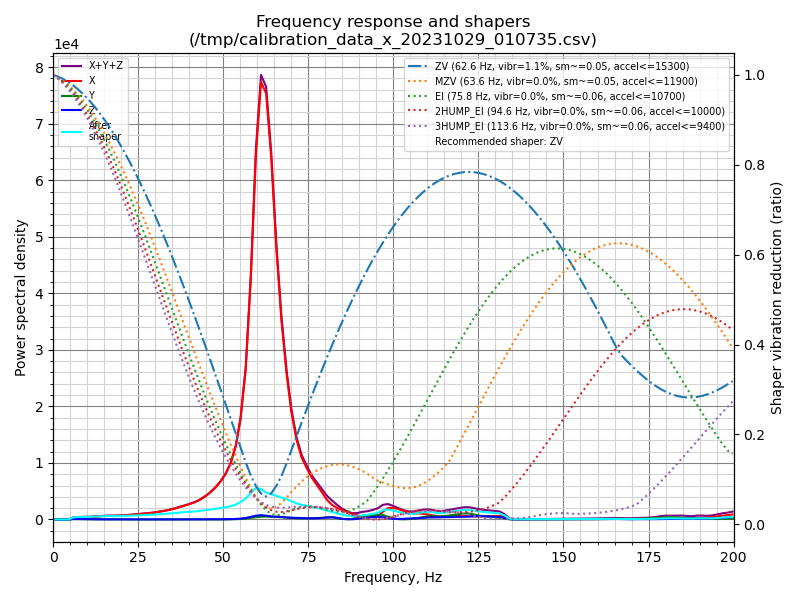 Frequency response and shapers
(/tmp/calibration_data_x_20231029_010735.csv)
1e4
X+Y+Z
X
Y
Z
After
shaper
ZV (62.6 Hz, vibr=1.1%, sm~=0.05, accel<=15300)
MZV (63.6 Hz, vibr=0.0%, sm~=0.05, accel<=11900)
EI (75.8 Hz, vibr=0.0%, sm~=0.06, accel<=10700)
2HUMP_EI (94.6 Hz, vibr=0.0%, sm~=0.06, accel<=10000)
3HUMP_EI (113.6 Hz, vibr=0.0%, sm~=0.06, accel<=9400)
Recommended shaper: ZV
8
7
6
5
4
3
2
1
0
Power spectral density
1.0
0.8
0.6
0.4
0.2
0.0
Shaper vibration reduction (ratio)
0 25 50 75 100 125 150 175 200
Frequency, Hz